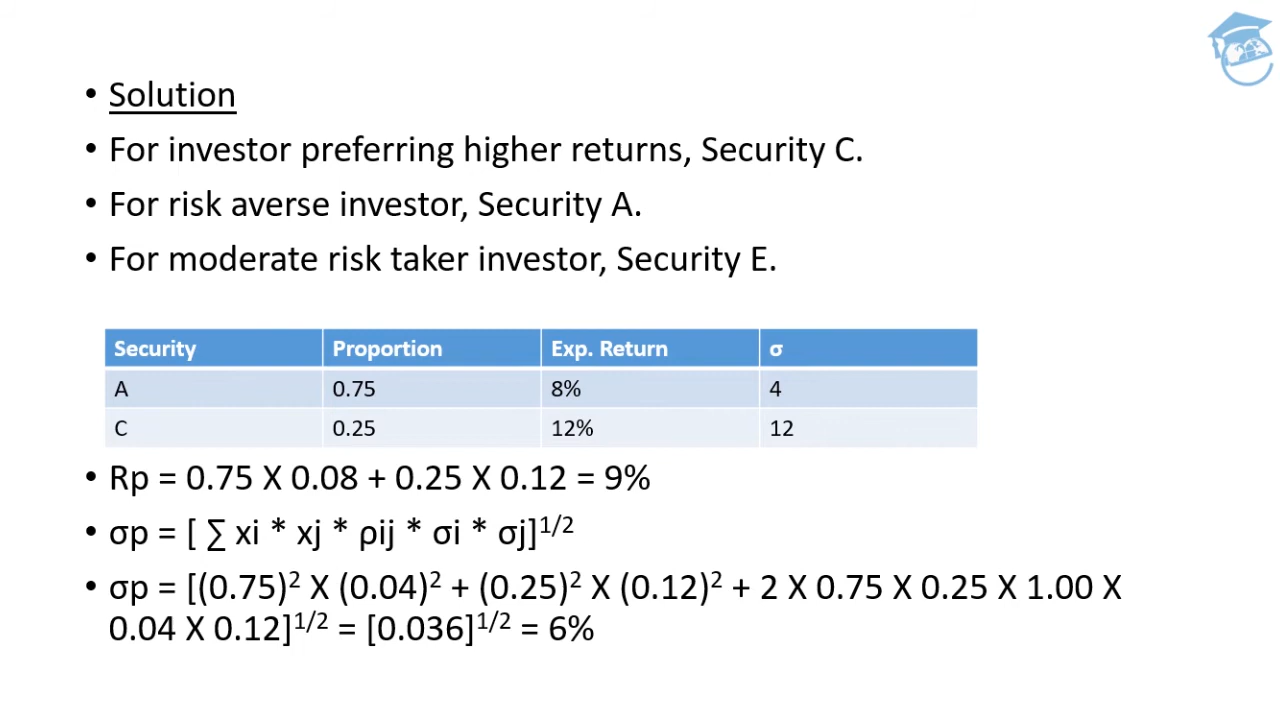 • Solution
• For investor preferring higher returns, Security C.
• For risk averse investor, Security A.
• For moderate risk taker investor, Security E.
Security Proportion Exp. Return σ
A 0.75 8% 4
C 0.25 12% 12
• Rp = 0.75 X 0.08 + 0.25 X 0.12 = 9%
• σp = [ ∑ xi * xj * ρij * σi * σj]^1/2
• σp = [(0.75)² X (0.04)² + (0.25)² X (0.12)² + 2 X 0.75 X 0.25 X 1.00 X
0.04 X 0.12]^1/2 = [0.036]^1/2 = 6%